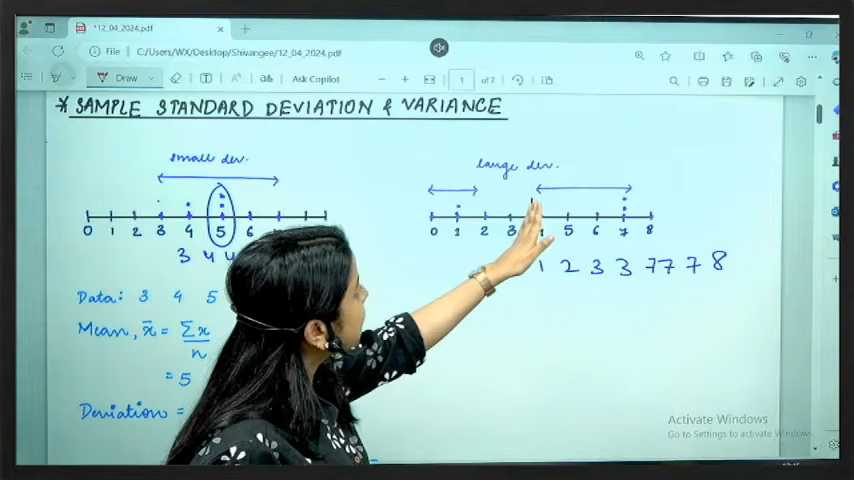 *12_04_2024.pdf
File C:/Users/WX/Desktop/Shivangee/12_04_2024.pdf
Draw Ask Copilot 1 of 7
* SAMPLE STANDARD DEVIATION & VARIANCE
small dev.
large dev.
0 1 2 3 4 5 6
0 1 2 3 4 5 6 7 8
3 4 4
1 2 3 3 7 7 7 8
Data: 3 4 5
Mean, x̄ = Σx
n
= 5
Deviation =
Activate Windows
Go to Settings to activate Windows.